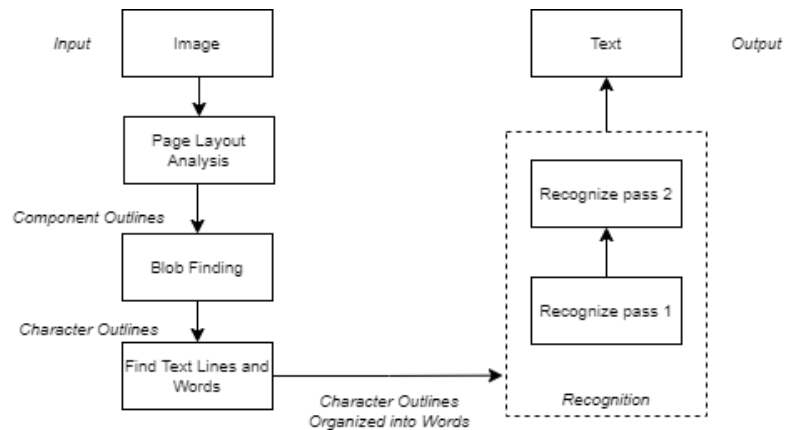 Input
Image
Page Layout
Analysis
Component Outlines
Blob Finding
Character Outlines
Find Text Lines and
Words
Character Outlines
Organized into Words
Text
Output
Recognize pass 2
Recognize pass 1
Recognition